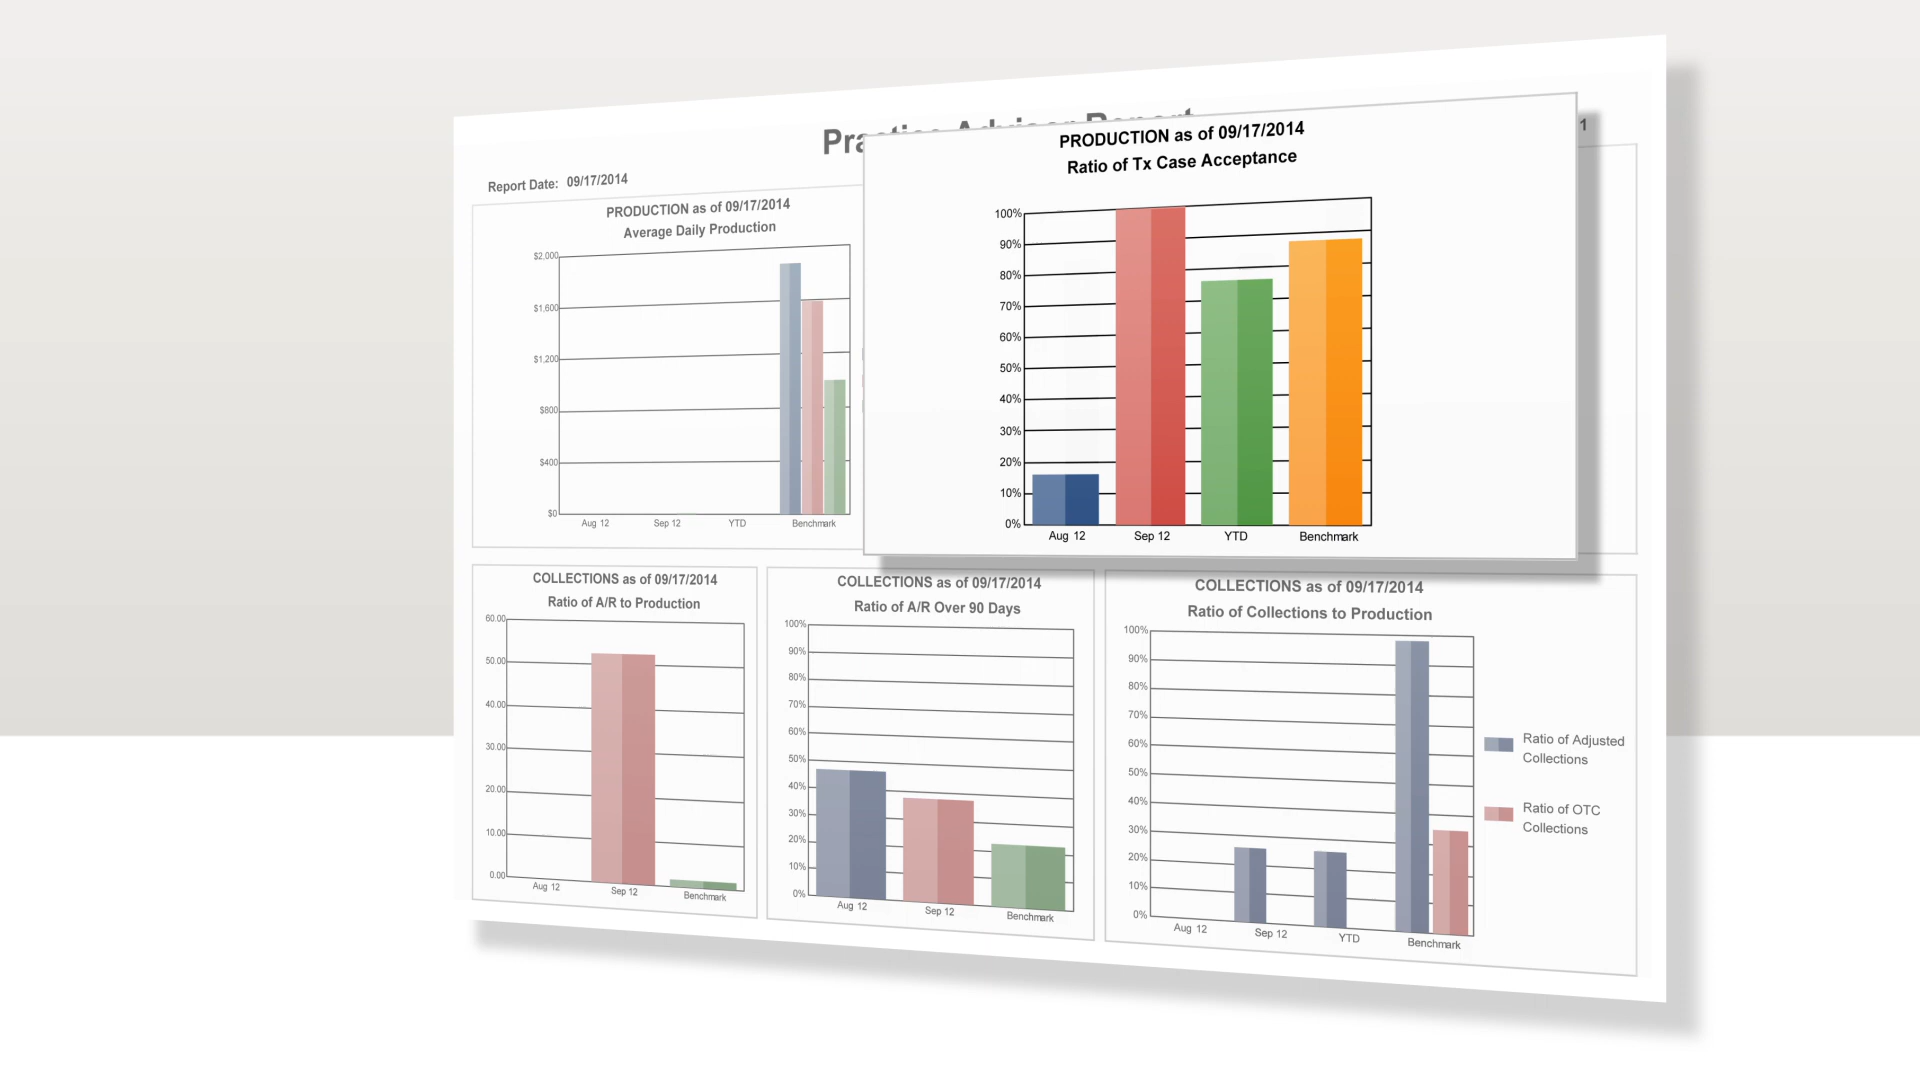 Report Date: 09/17/2014
1
PRODUCTION as of 09/17/2014
Average Daily Production
$2,000
$1,600
$1,200
$800
$400
$0
Aug 12 Sep 12 YTD Benchmark
PRODUCTION as of 09/17/2014
Ratio of Tx Case Acceptance
100%
90%
80%
70%
60%
50%
40%
30%
20%
10%
0%
Aug 12 Sep 12 YTD Benchmark
COLLECTIONS as of 09/17/2014
Ratio of A/R to Production
60.00
50.00
40.00
30.00
20.00
10.00
0.00
Aug 12 Sep 12 Benchmark
COLLECTIONS as of 09/17/2014
Ratio of A/R Over 90 Days
100%
90%
80%
70%
60%
50%
40%
30%
20%
10%
0%
Aug 12 Sep 12 Benchmark
COLLECTIONS as of 09/17/2014
Ratio of Collections to Production
100%
90%
80%
70%
60%
50%
40%
30%
20%
10%
0%
Aug 12 Sep 12 YTD Benchmark
Ratio of Adjusted
Collections
Ratio of OTC
Collections